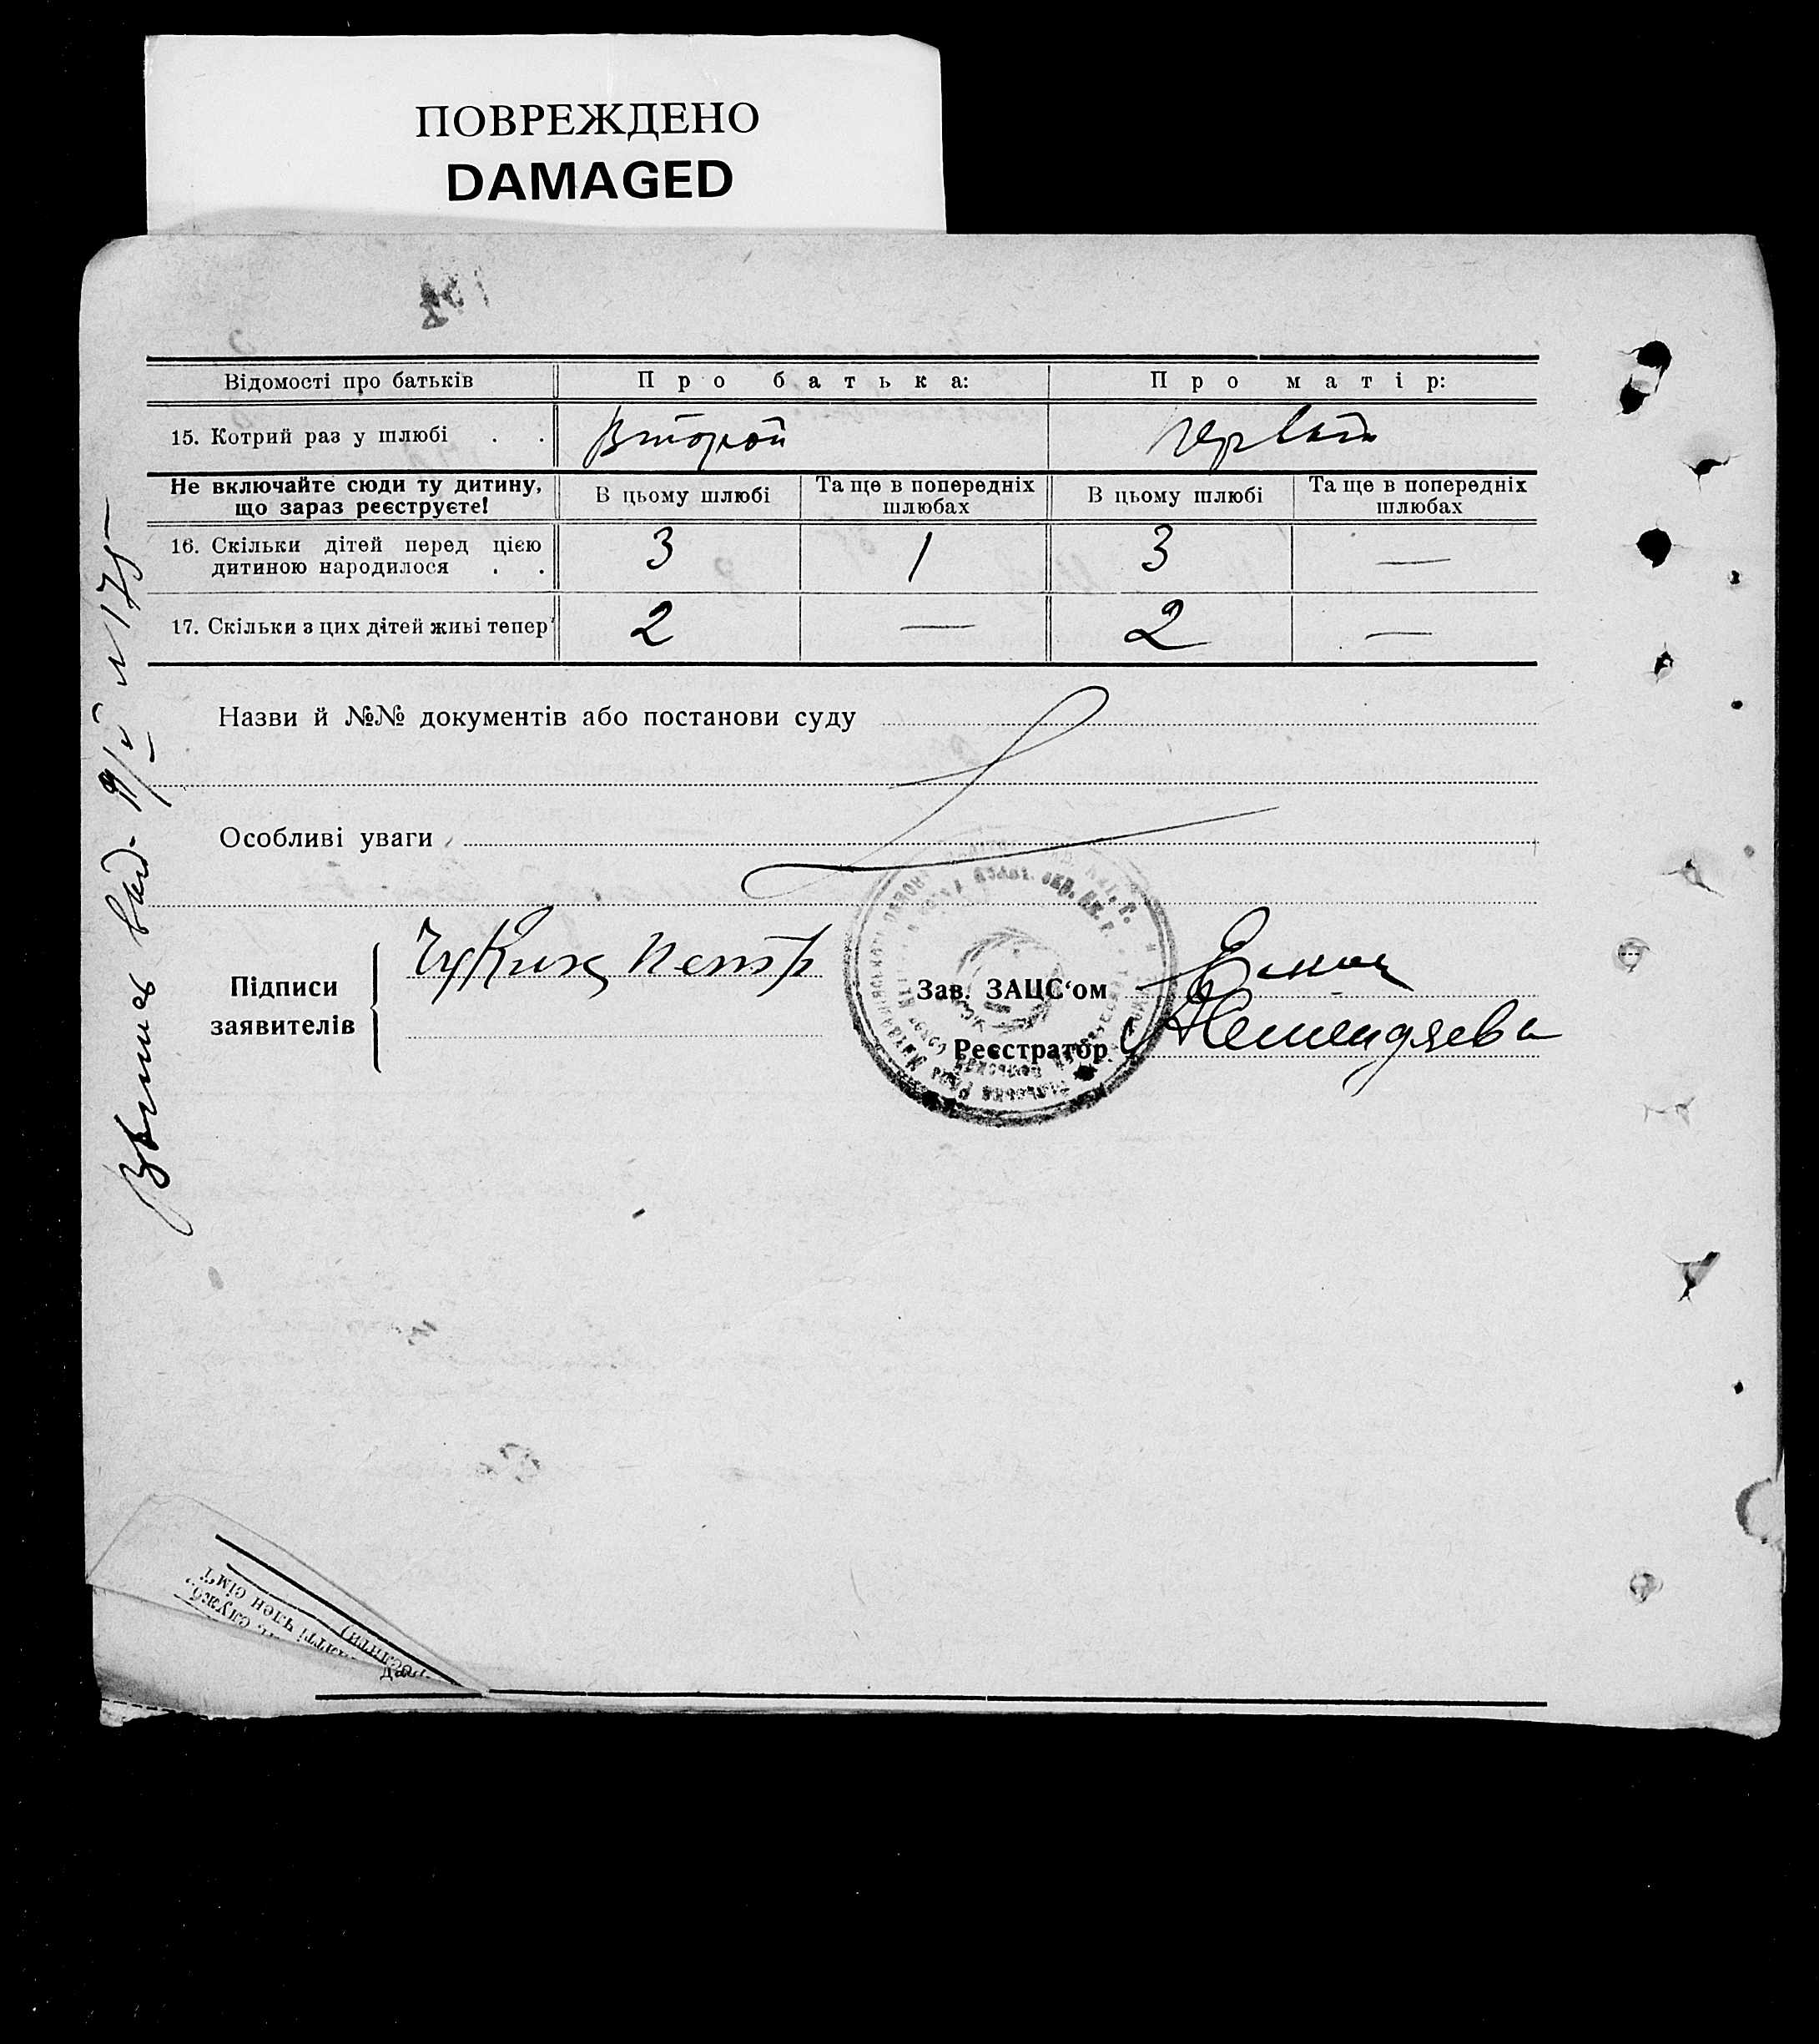 ПОВРЕЖДЕНО
DAMAGED
Відомості про батьків
Про батька:
Про матір:
15. Котрий раз у шлюбі . .
Второй
Первый
Не включайте сюди ту дитину,
що зараз реєструєте!
В цьому шлюбі
Та ще в попередніх
шлюбах
В цьому шлюбі
Та ще в попередніх
шлюбах
16. Скільки дітей перед цією
дитиною народилося . .
3
1
3
—
17. Скільки з цих дітей живі тепер
2
—
2
—
Назви й №№ документів або постанови суду
Особливі уваги
Підписи
заявителів
Петр
Зав. ЗАЦС‘ом
Реєстратор
член сім‘ї